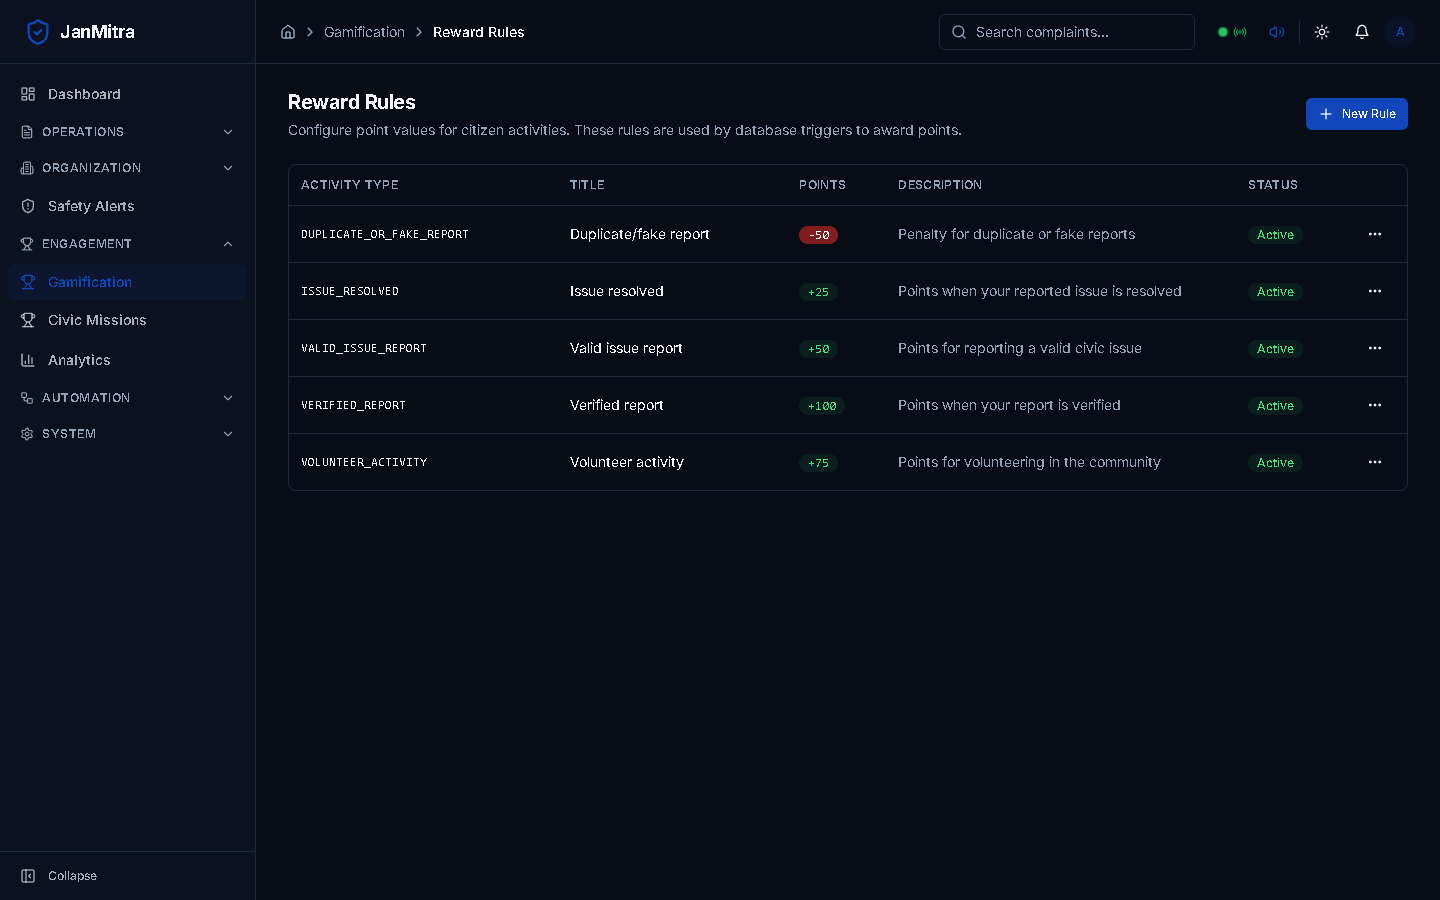 JanMitra
Gamification
Reward Rules
Search complaints...
A
Dashboard
OPERATIONS
ORGANIZATION
Safety Alerts
ENGAGEMENT
Gamification
Civic Missions
Analytics
AUTOMATION
SYSTEM
Collapse
Reward Rules
Configure point values for citizen activities. These rules are used by database triggers to award points.
New Rule
ACTIVITY TYPE TITLE POINTS DESCRIPTION STATUS
DUPLICATE_OR_FAKE_REPORT Duplicate/fake report -50 Penalty for duplicate or fake reports Active
ISSUE_RESOLVED Issue resolved +25 Points when your reported issue is resolved Active
VALID_ISSUE_REPORT Valid issue report +50 Points for reporting a valid civic issue Active
VERIFIED_REPORT Verified report +100 Points when your report is verified Active
VOLUNTEER_ACTIVITY Volunteer activity +75 Points for volunteering in the community Active